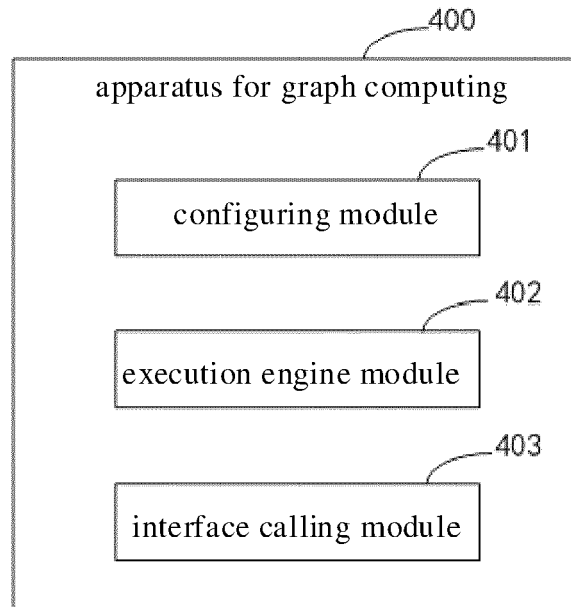 400
apparatus for graph computing
401
configuring module
402
execution engine module
403
interface calling module